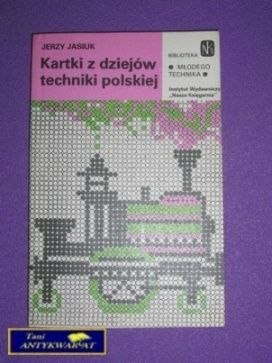 JERZY JASIUK
Kartki z dziejów
techniki polskiej
BIBLIOTEKA
● MŁODEGO
TECHNIKA ●
Instytut Wydawniczy
„Nasza Księgarnia”
Tani
ANTYKWARIAT